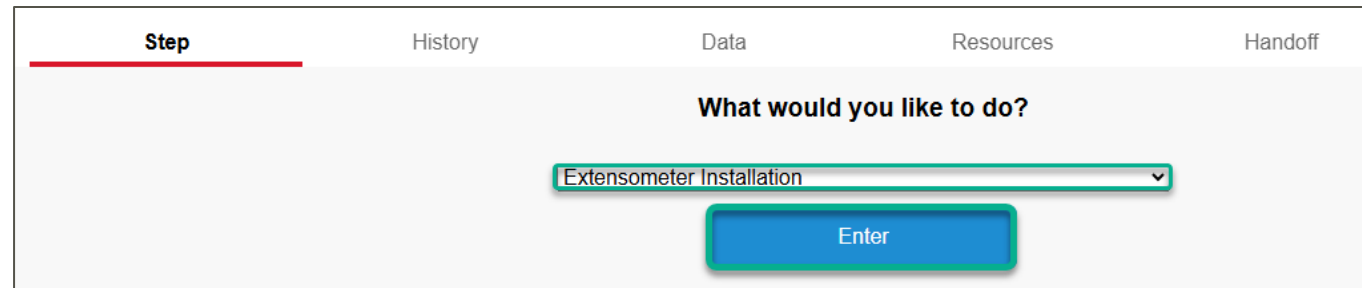 Step History Data Resources Handoff
What would you like to do?
Extensometer Installation
Enter